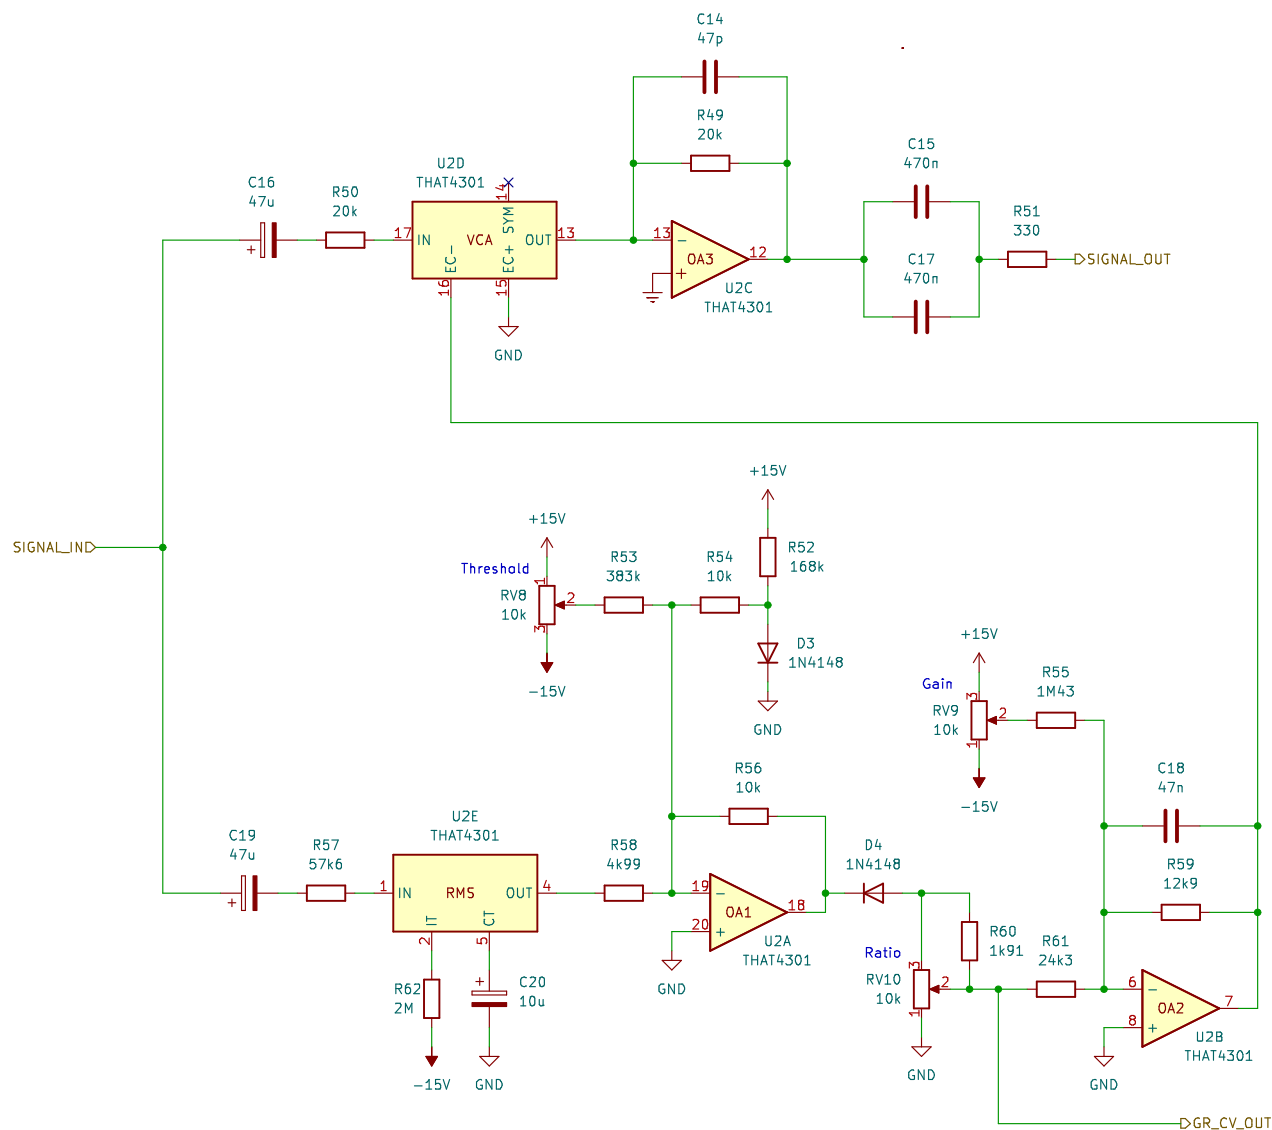 C14
47p
R49
20k
C15
470n
U2D
THAT4301
C16
47u
R50
20k
14
SYM
17
IN
VCA
OUT
13
EC-
EC+
16
15
GND
+
13
−
OA3
+
12
U2C
THAT4301
C17
470n
R51
330
SIGNAL_OUT
+15V
+15V
SIGNAL_IN
Threshold
RV8
10k
1
2
3
-15V
R53
383k
R54
10k
R52
168k
D3
1N4148
GND
+15V
Gain
RV9
10k
3
2
1
-15V
R55
1M43
R56
10k
C18
47n
U2E
THAT4301
C19
47u
+
R57
57k6
1
IN
RMS
OUT
4
IT
CT
2
5
R58
4k99
19
−
OA1
20
+
18
U2A
THAT4301
GND
D4
1N4148
R59
12k9
Ratio
RV10
10k
3
2
1
GND
R60
1k91
R61
24k3
6
−
OA2
8
+
7
U2B
THAT4301
GND
R62
2M
-15V
+
C20
10u
GND
GR_CV_OUT